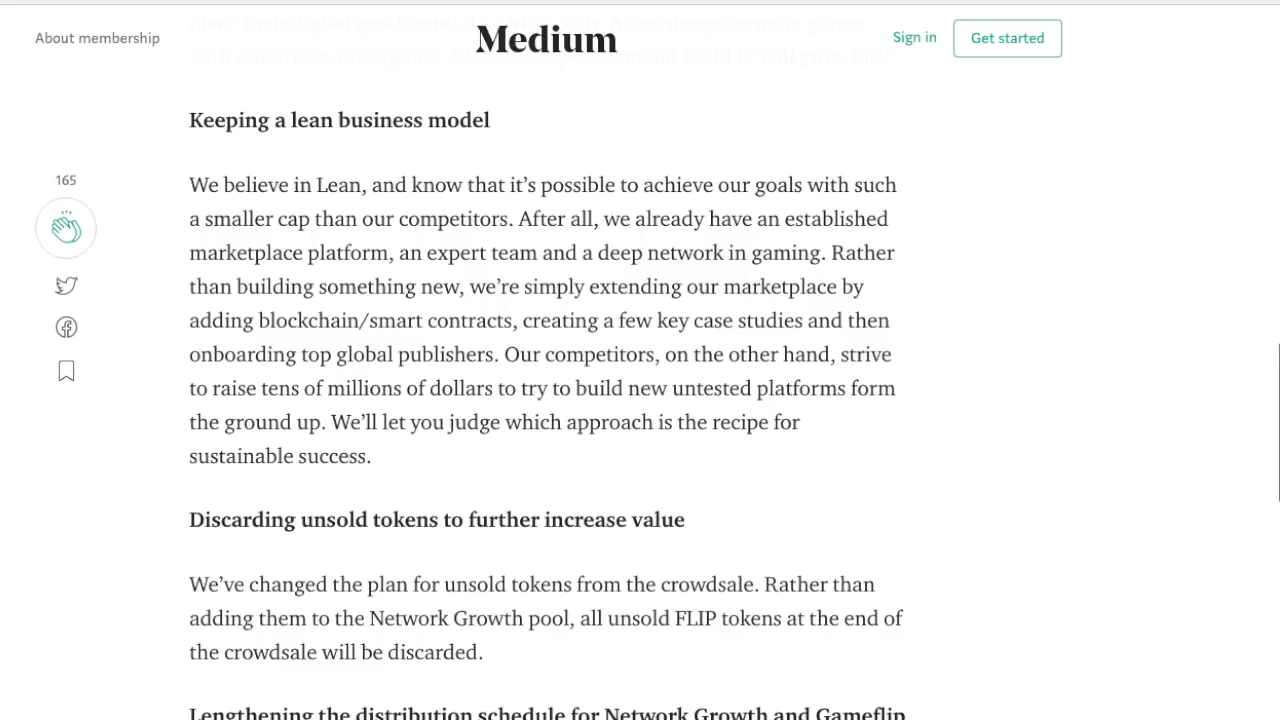 About membership
Medium
Sign in
Get started
Keeping a lean business model
165
We believe in Lean, and know that it’s possible to achieve our goals with such
a smaller cap than our competitors. After all, we already have an established
marketplace platform, an expert team and a deep network in gaming. Rather
than building something new, we’re simply extending our marketplace by
adding blockchain/smart contracts, creating a few key case studies and then
onboarding top global publishers. Our competitors, on the other hand, strive
to raise tens of millions of dollars to try to build new untested platforms form
the ground up. We’ll let you judge which approach is the recipe for
sustainable success.
Discarding unsold tokens to further increase value
We’ve changed the plan for unsold tokens from the crowdsale. Rather than
adding them to the Network Growth pool, all unsold FLIP tokens at the end of
the crowdsale will be discarded.
Lengthening the distribution schedule for Network Growth and Gameflip